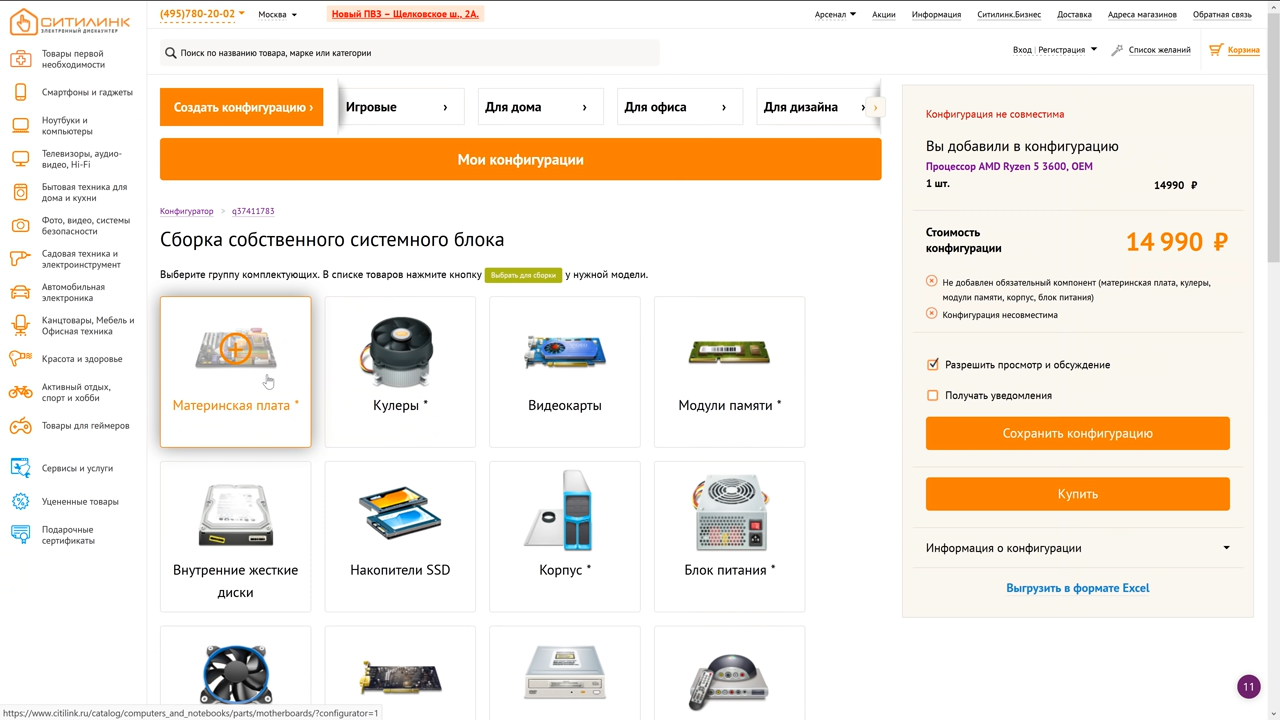 СИТИЛИНК
ЭЛЕКТРОННЫЙ ДИСКАУНТЕР
(495)780-20-02
Москва
Новый ПВЗ – Щелковское ш., 2А.
Арсенал
Акции
Информация
Ситилинк.Бизнес
Доставка
Адреса магазинов
Обратная связь
Поиск по названию товара, марке или категории
Вход | Регистрация
Список желаний
Корзина
Товары первой
необходимости
Смартфоны и гаджеты
Ноутбуки и
компьютеры
Телевизоры, аудио-
видео, Hi-Fi
Бытовая техника для
дома и кухни
Фото, видео, системы
безопасности
Садовая техника и
электроинструмент
Автомобильная
электроника
Канцтовары, Мебель и
Офисная техника
Красота и здоровье
Активный отдых,
спорт и хобби
Товары для геймеров
Сервисы и услуги
Уцененные товары
Подарочные
сертификаты
Создать конфигурацию ›
Игровые ›
Для дома ›
Для офиса ›
Для дизайна ›
Мои конфигурации
Конфигуратор > q37411783
Сборка собственного системного блока
Выберите группу комплектующих. В списке товаров нажмите кнопку Выбрать для сборки у нужной модели.
Материнская плата *
Кулеры *
Видеокарты
Модули памяти *
Внутренние жесткие
диски
Накопители SSD
Корпус *
Блок питания *
Конфигурация не совместима
Вы добавили в конфигурацию
Процессор AMD Ryzen 5 3600, OEM
1 шт. 14990 ₽
Стоимость
конфигурации
14 990 ₽
Не добавлен обязательный компонент (материнская плата, кулеры,
модули памяти, корпус, блок питания)
Конфигурация несовместима
Разрешить просмотр и обсуждение
Получать уведомления
Сохранить конфигурацию
Купить
Информация о конфигурации
Выгрузить в формате Excel
11
https://www.citilink.ru/catalog/computers_and_notebooks/parts/motherboards/?configurator=1